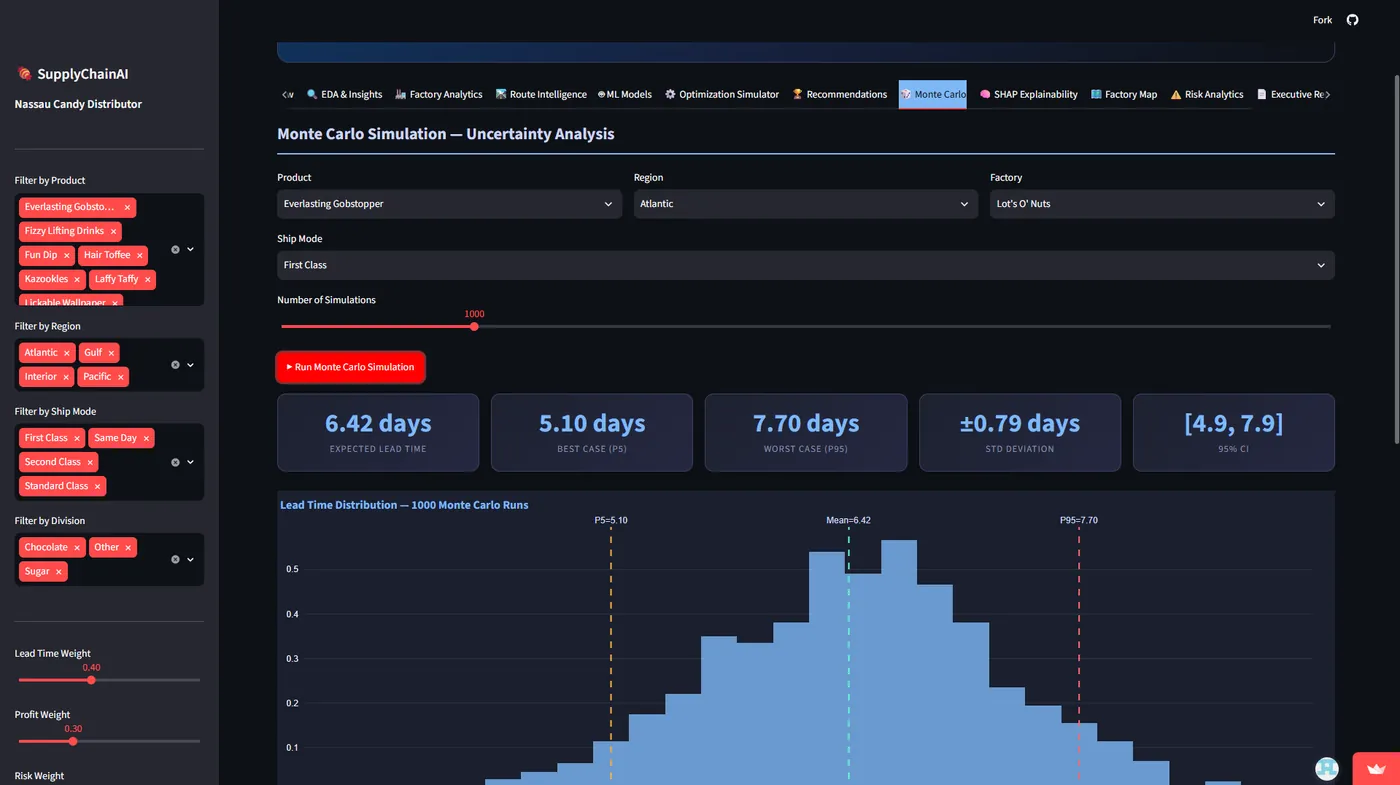 Fork
SupplyChainAI
Nassau Candy Distributor
Filter by Product
Everlasting Gobsto... ×
Fizzy Lifting Drinks ×
Fun Dip × Hair Toffee ×
Kazookles × Laffy Taffy ×
Lickable Wallpaper ×
Filter by Region
Atlantic × Gulf ×
Interior × Pacific ×
Filter by Ship Mode
First Class × Same Day ×
Second Class ×
Standard Class ×
Filter by Division
Chocolate × Other ×
Sugar ×
Lead Time Weight
0.40
Profit Weight
0.30
Risk Weight
EDA & Insights Factory Analytics Route Intelligence ML Models Optimization Simulator Recommendations Monte Carlo SHAP Explainability Factory Map Risk Analytics Executive Re
Monte Carlo Simulation — Uncertainty Analysis
Product Region Factory
Everlasting Gobstopper Atlantic Lot's O' Nuts
Ship Mode
First Class
Number of Simulations
1000
Run Monte Carlo Simulation
6.42 days 5.10 days 7.70 days ±0.79 days [4.9, 7.9]
EXPECTED LEAD TIME BEST CASE (P5) WORST CASE (P95) STD DEVIATION 95% CI
Lead Time Distribution — 1000 Monte Carlo Runs
P5=5.10 Mean=6.42 P95=7.70
0.5
0.4
0.3
0.2
0.1